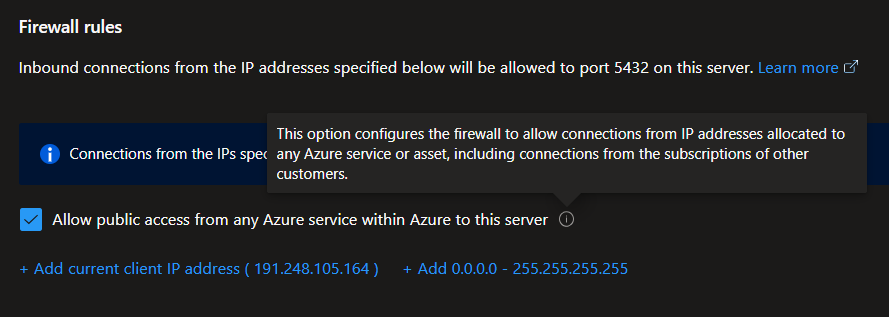 Firewall rules
Inbound connections from the IP addresses specified below will be allowed to port 5432 on this server. Learn more
This option configures the firewall to allow connections from IP addresses allocated to
any Azure service or asset, including connections from the subscriptions of other
customers.
Connections from the IPs
Allow public access from any Azure service within Azure to this server
+ Add current client IP address ( 191.248.105.164 ) + Add 0.0.0.0 - 255.255.255.255